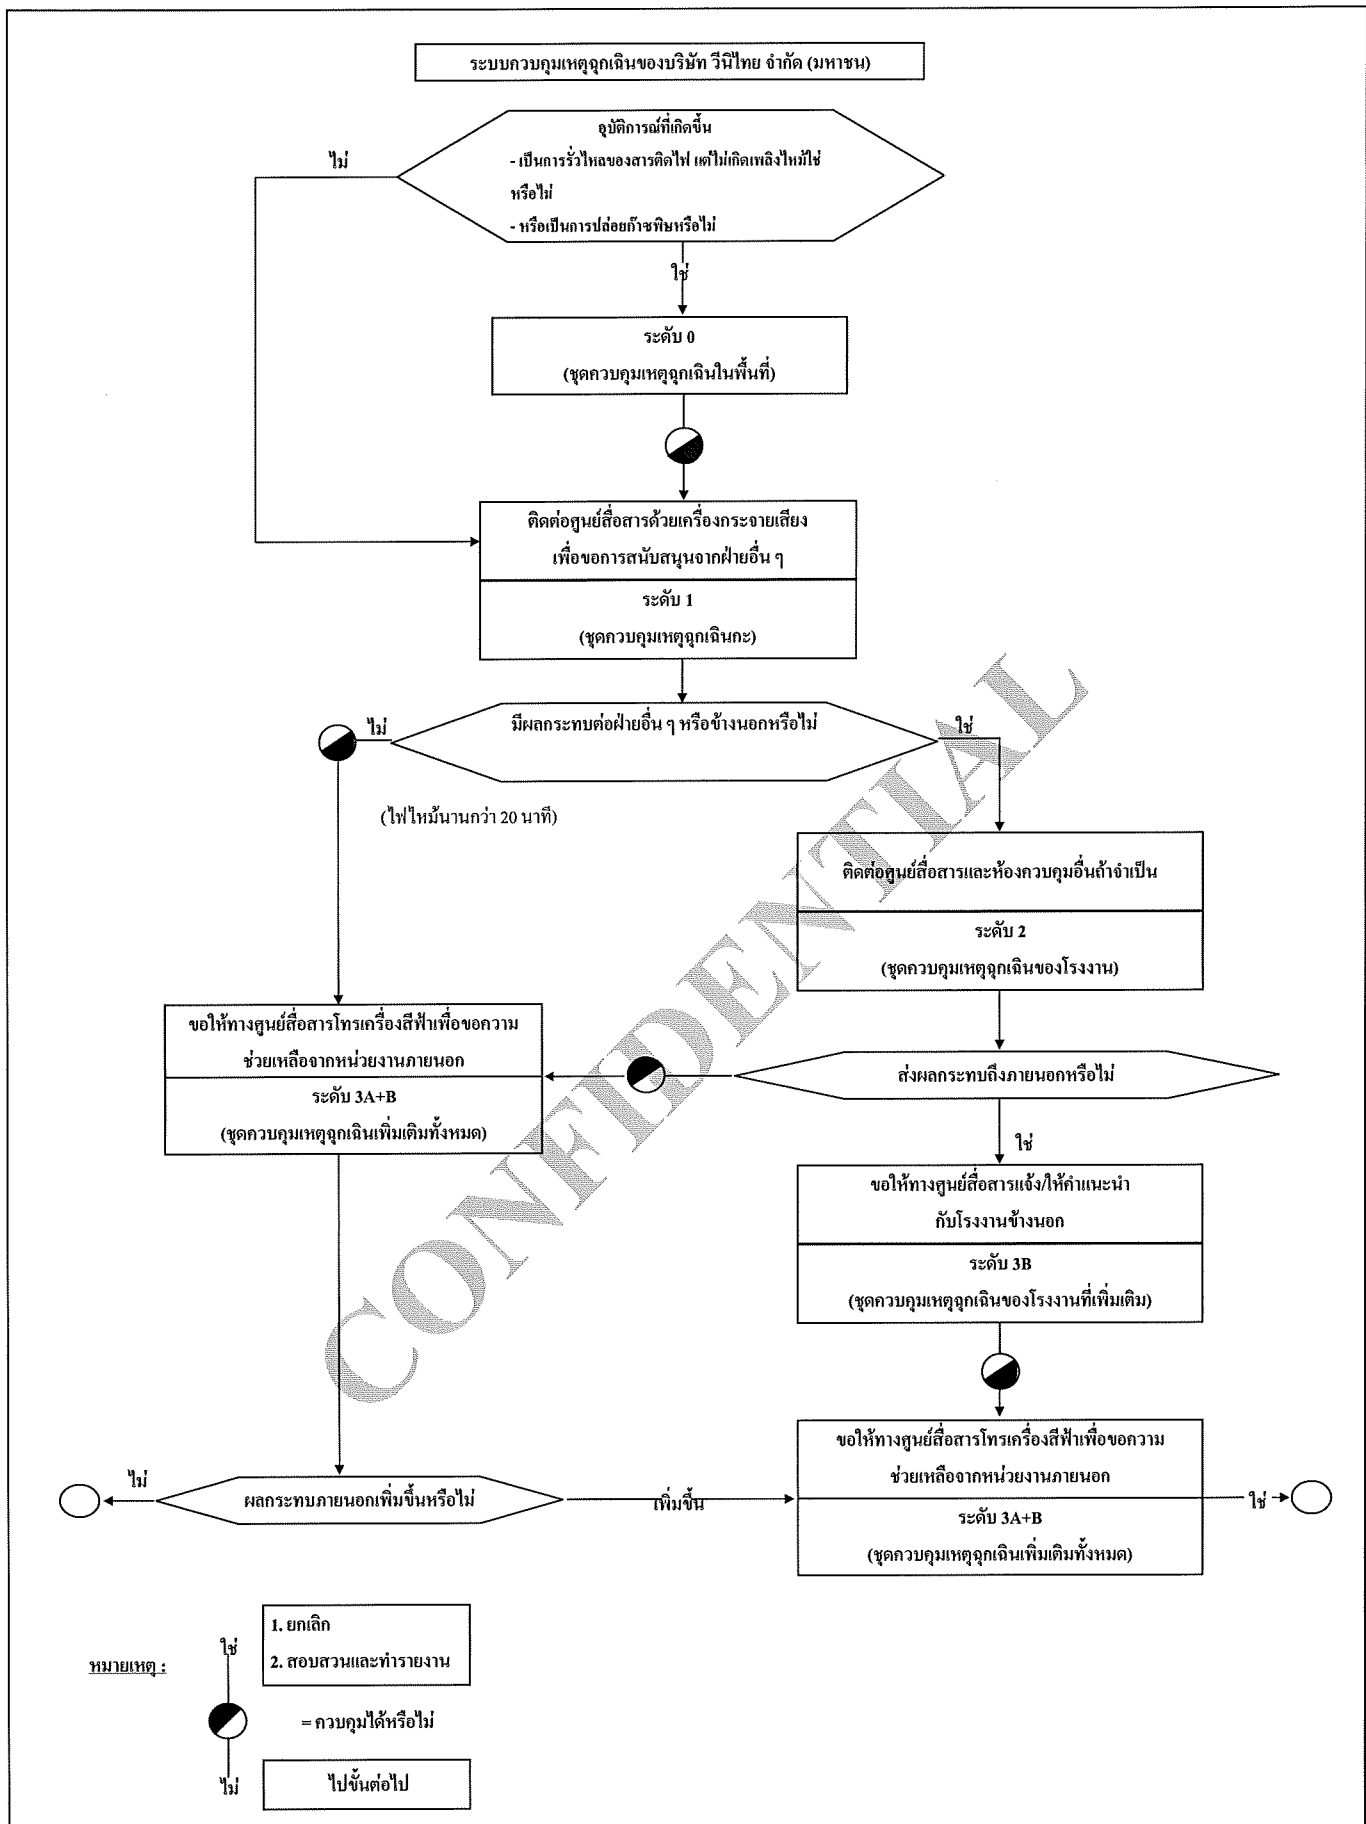 ระบบควบคุมเหตุฉุกเฉินของบริษัท วีนิไทย จำกัด (มหาชน)
อุบัติการณ์ที่เกิดขึ้น
- เป็นการรั่วไหลของสารติดไฟ แต่ไม่เกิดเพลิงไหม้ใช่
หรือไม่
- หรือเป็นการปล่อยก๊าซพิษหรือไม่
ไม่
ใช่
ระดับ 0
(ชุดควบคุมเหตุฉุกเฉินในพื้นที่)
ติดต่อศูนย์สื่อสารด้วยเครื่องกระจายเสียง
เพื่อขอการสนับสนุนจากฝ่ายอื่น ๆ
ระดับ 1
(ชุดควบคุมเหตุฉุกเฉินกะ)
ไม่
มีผลกระทบต่อฝ่ายอื่น ๆ หรือข้างนอกหรือไม่
ใช่
(ไฟไหม้นานกว่า 20 นาที)
ติดต่อศูนย์สื่อสารและห้องควบคุมอื่นถ้าจำเป็น
ระดับ 2
(ชุดควบคุมเหตุฉุกเฉินของโรงงาน)
ขอให้ทางศูนย์สื่อสารโทรเครื่องสีฟ้าเพื่อขอความ
ช่วยเหลือจากหน่วยงานภายนอก
ระดับ 3A+B
(ชุดควบคุมเหตุฉุกเฉินเพิ่มเติมทั้งหมด)
ส่งผลกระทบถึงภายนอกหรือไม่
ใช่
ขอให้ทางศูนย์สื่อสารแจ้ง/ให้คำแนะนำ
กับโรงงานข้างนอก
ระดับ 3B
(ชุดควบคุมเหตุฉุกเฉินของโรงงานที่เพิ่มเติม)
ขอให้ทางศูนย์สื่อสารโทรเครื่องสีฟ้าเพื่อขอความ
ช่วยเหลือจากหน่วยงานภายนอก
ระดับ 3A+B
(ชุดควบคุมเหตุฉุกเฉินเพิ่มเติมทั้งหมด)
ไม่
ผลกระทบภายนอกเพิ่มขึ้นหรือไม่
เพิ่มขึ้น
ใช่
CONFIDENTIAL
หมายเหตุ :
ใช่
1. ยกเลิก
2. สอบสวนและทำรายงาน
= ควบคุมได้หรือไม่
ไม่
ไปขั้นต่อไป